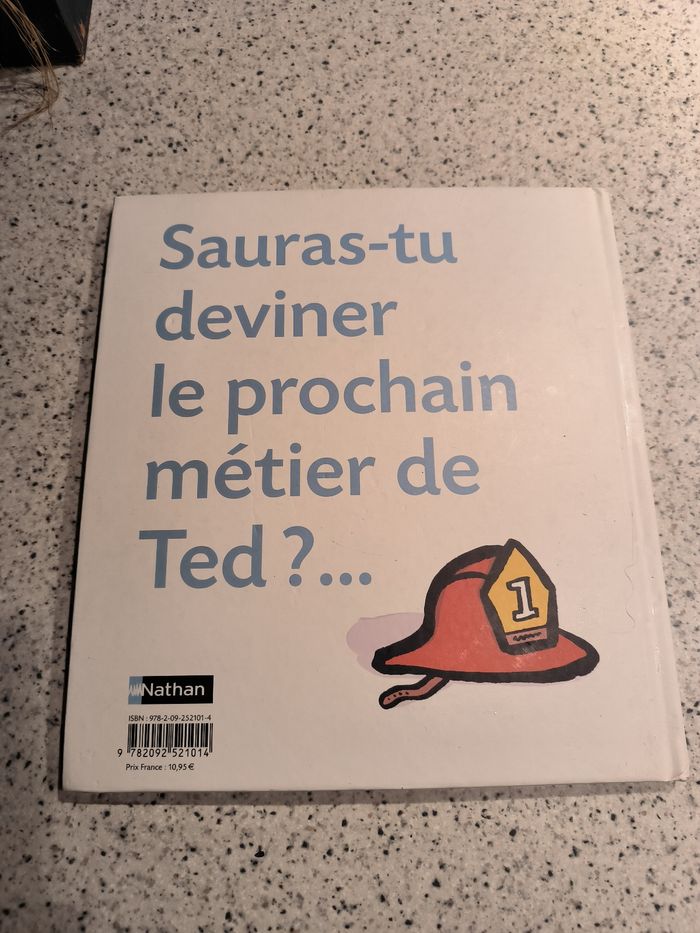 Sauras-tu
deviner
le prochain
métier de
Ted ?...
1
Nathan
ISBN : 978-2-09-252101-4
9 782092 521014
Prix France : 10,95 €